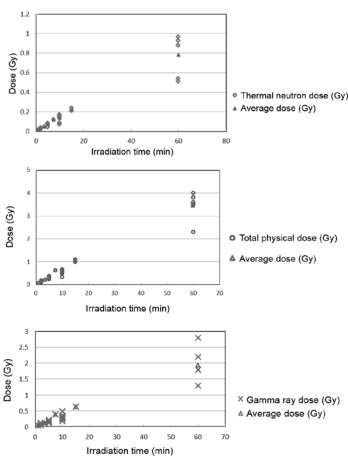 1.2
1
0.8
0.6
0.4
0.2
0
Dose (Gy)
0 20 40 60 80
Irradiation time (min)
Thermal neutron dose (Gy)
Average dose (Gy)
5
4
3
2
1
0
Dose (Gy)
0 10 20 30 40 50 60 70
Irradiation time (min)
Total physical dose (Gy)
Average dose (Gy)
3
2.5
2
1.5
1
0.5
0
Dose (Gy)
0 10 20 30 40 50 60 70
Irradiation time (min)
Gamma ray dose (Gy)
Average dose (Gy)